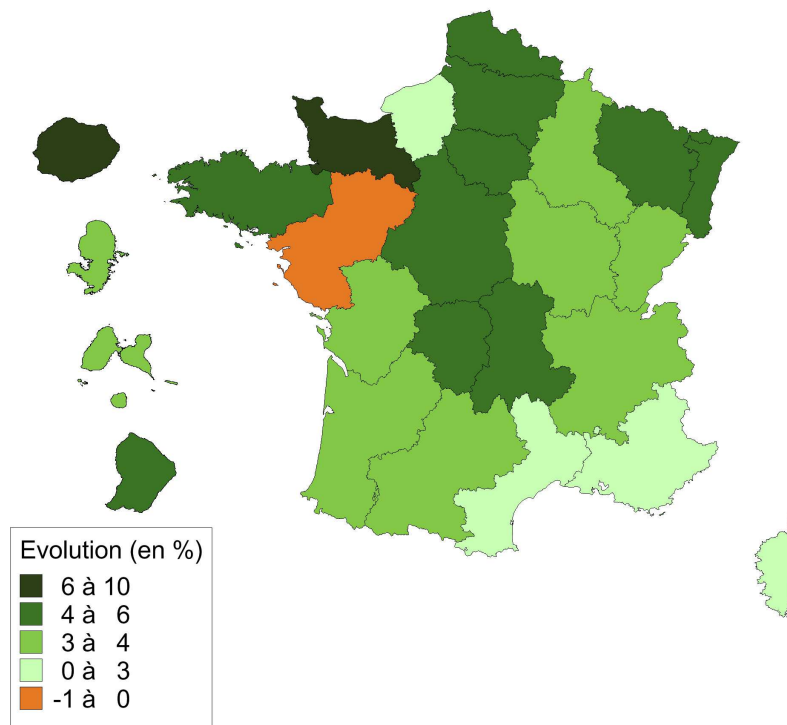 Evolution (en %)
6 à 10
4 à 6
3 à 4
0 à 3
-1 à 0